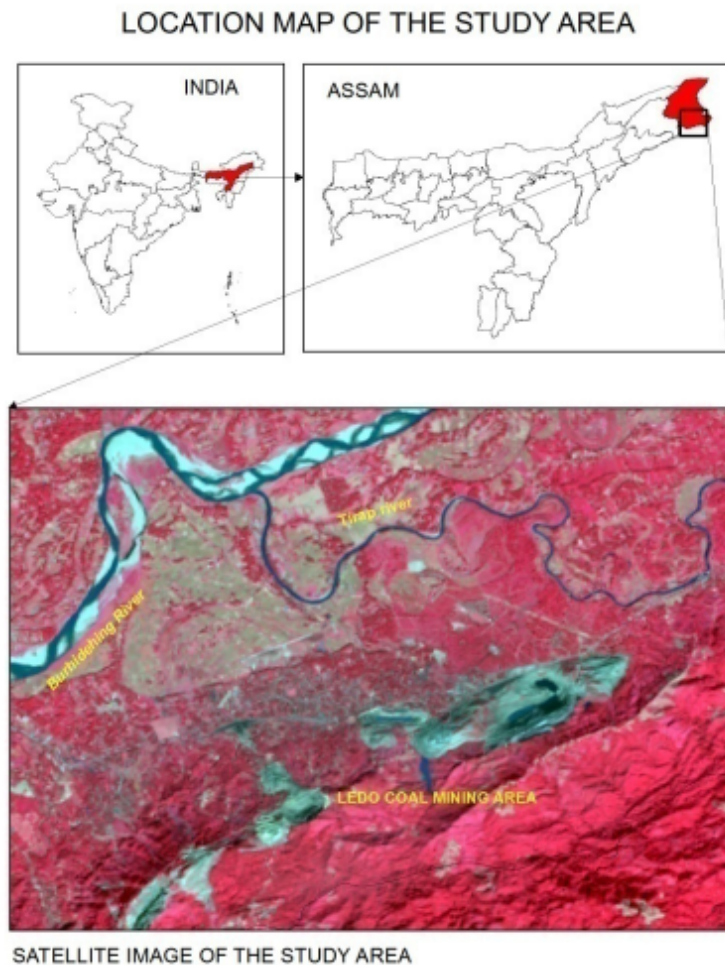 LOCATION MAP OF THE STUDY AREA
INDIA
ASSAM
Tirap river
Burhidehing River
LEDO COAL MINING AREA
SATELLITE IMAGE OF THE STUDY AREA